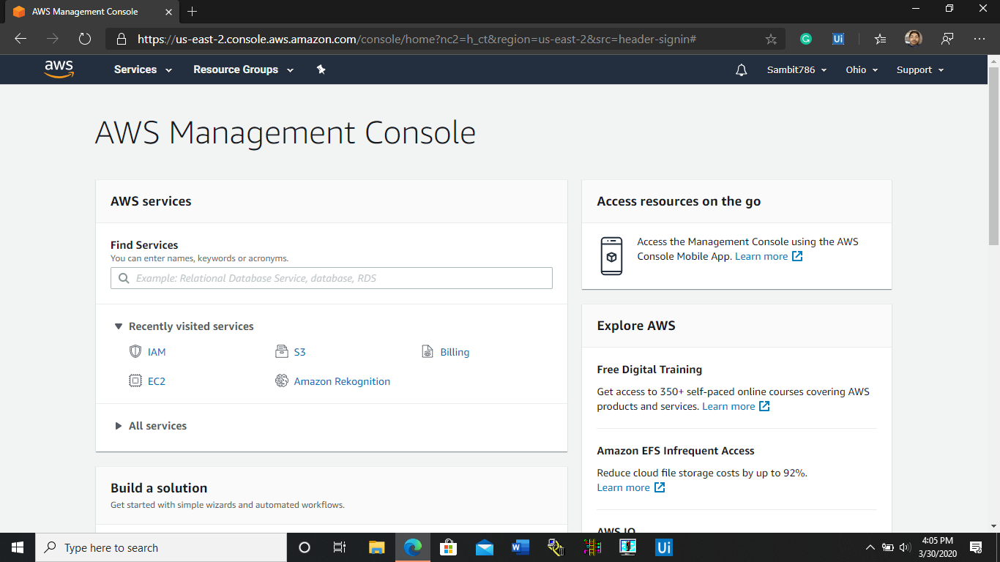 AWS Management Console
https://us-east-2.console.aws.amazon.com/console/home?nc2=h_ct&region=us-east-2&src=header-signin#
Ui
aws
Services
Resource Groups
Sambit786
Ohio
Support
AWS Management Console
AWS services
Find Services
You can enter names, keywords or acronyms.
Example: Relational Database Service, database, RDS
Recently visited services
IAM
S3
Billing
EC2
Amazon Rekognition
All services
Build a solution
Get started with simple wizards and automated workflows.
Access resources on the go
Access the Management Console using the AWS
Console Mobile App. Learn more
Explore AWS
Free Digital Training
Get access to 350+ self-paced online courses covering AWS
products and services. Learn more
Amazon EFS Infrequent Access
Reduce cloud file storage costs by up to 92%.
Learn more
AWS IQ
Type here to search
W
Ui
4:05 PM
3/30/2020